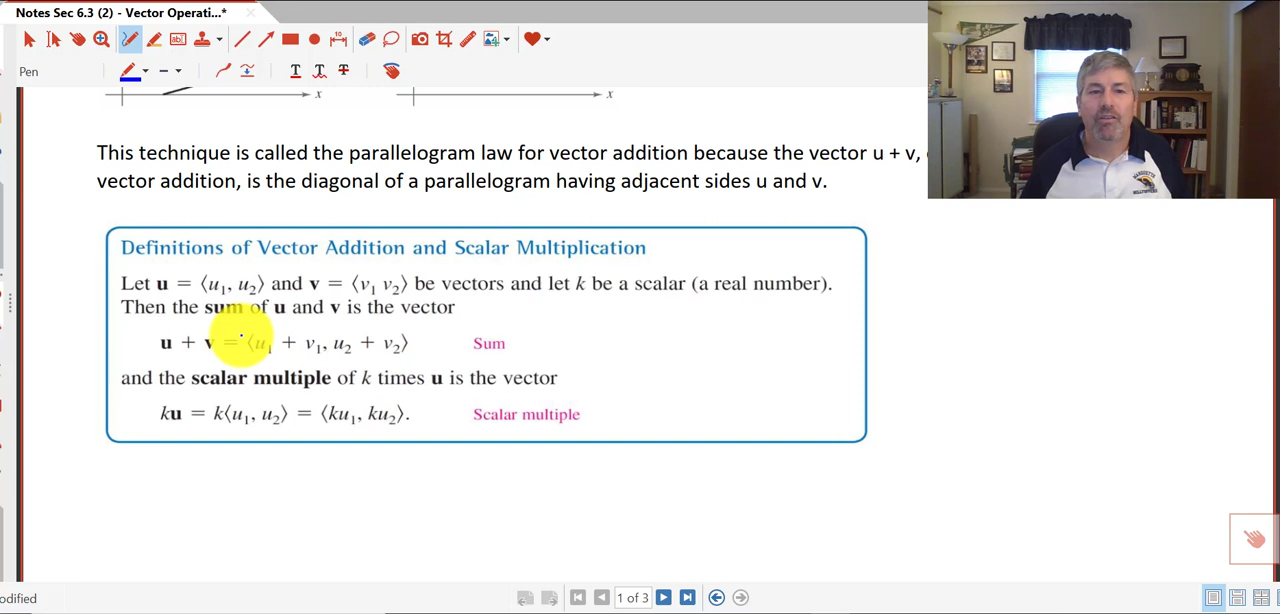 Notes Sec 6.3 (2) - Vector Operati...*
Pen
x
x
This technique is called the parallelogram law for vector addition because the vector u + v,
vector addition, is the diagonal of a parallelogram having adjacent sides u and v.
Definitions of Vector Addition and Scalar Multiplication
Let u = ⟨u₁, u₂⟩ and v = ⟨v₁ v₂⟩ be vectors and let k be a scalar (a real number).
Then the sum of u and v is the vector
u + v = ⟨u₁ + v₁, u₂ + v₂⟩ Sum
and the scalar multiple of k times u is the vector
ku = k⟨u₁, u₂⟩ = ⟨ku₁, ku₂⟩. Scalar multiple
odified
1 of 3